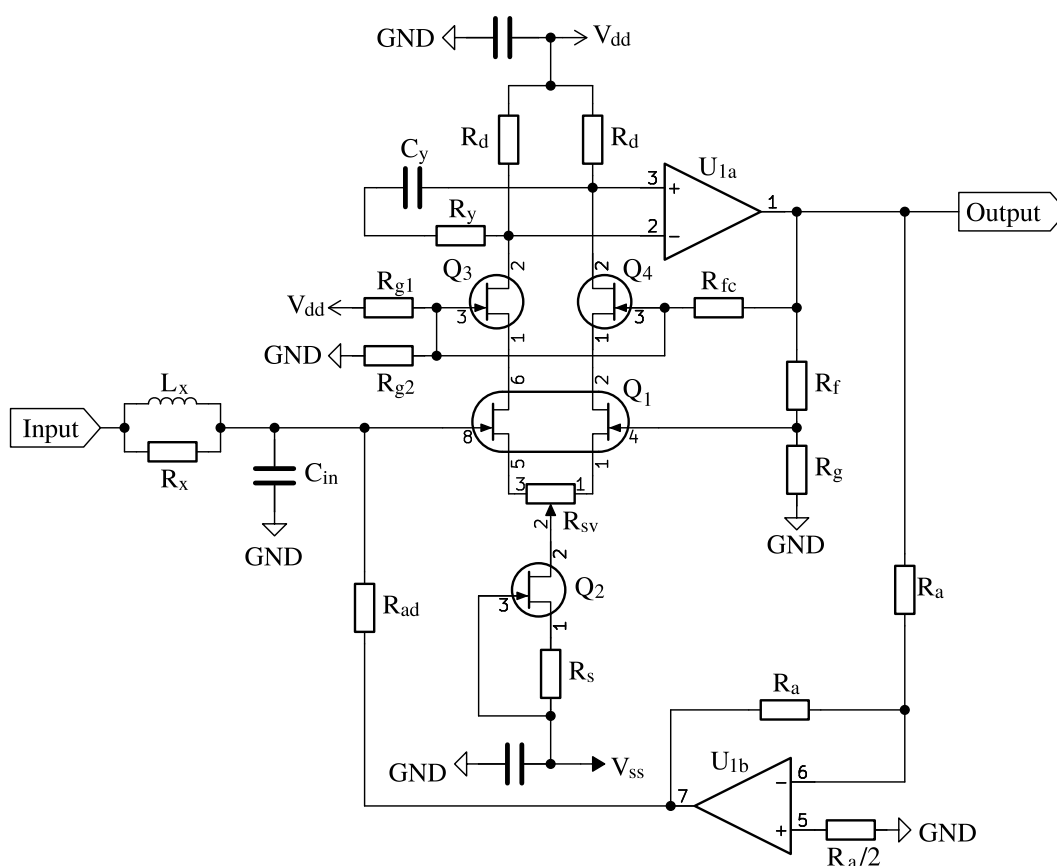 GND
V_dd
R_d
R_d
C_y
U_1a
3
+
1
Output
R_y
2
−
Q_3
2
2
Q_4
R_fc
R_g1
V_dd
3
3
GND
1
1
R_g2
R_f
L_x
6
2
Q_1
Input
8
4
R_x
C_in
5
1
R_g
3
1
R_sv
GND
2
GND
2
Q_2
R_ad
3
R_a
1
R_s
R_a
GND
V_ss
U_1b
−
6
7
+
5
GND
R_a/2